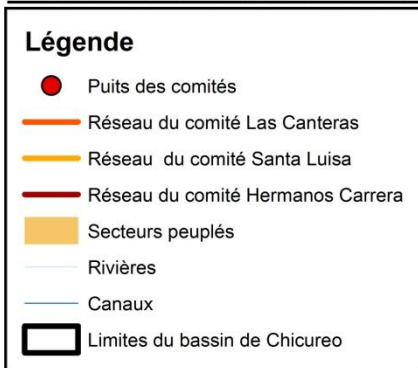 Légende
Puits des comités
Réseau du comité Las Canteras
Réseau du comité Santa Luisa
Réseau du comité Hermanos Carrera
Secteurs peuplés
Rivières
Canaux
Limites du bassin de Chicureo